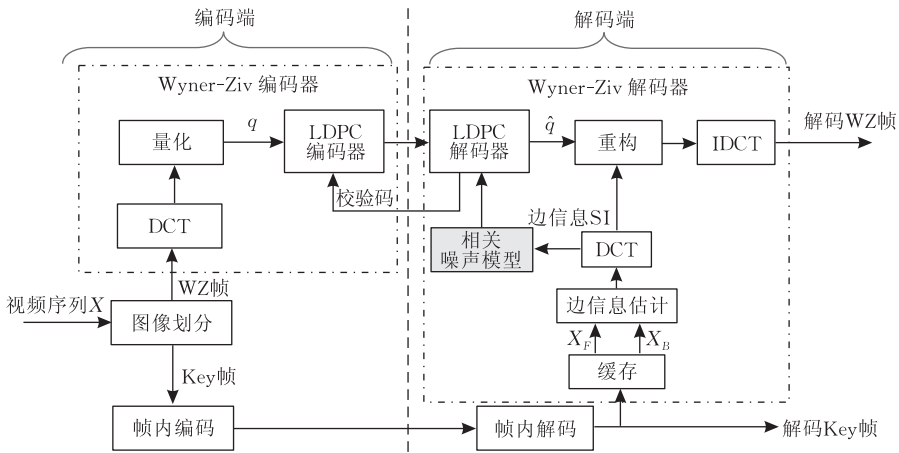 编码端
解码端
Wyner-Ziv 编码器
Wyner-Ziv 解码器
量化
q
LDPC
编码器
LDPC
解码器
q̂
重构
IDCT
解码WZ帧
校验码
DCT
相关
噪声模型
边信息SI
DCT
WZ帧
视频序列X
图像划分
边信息估计
X_F
X_B
Key帧
缓存
帧内编码
帧内解码
解码Key帧